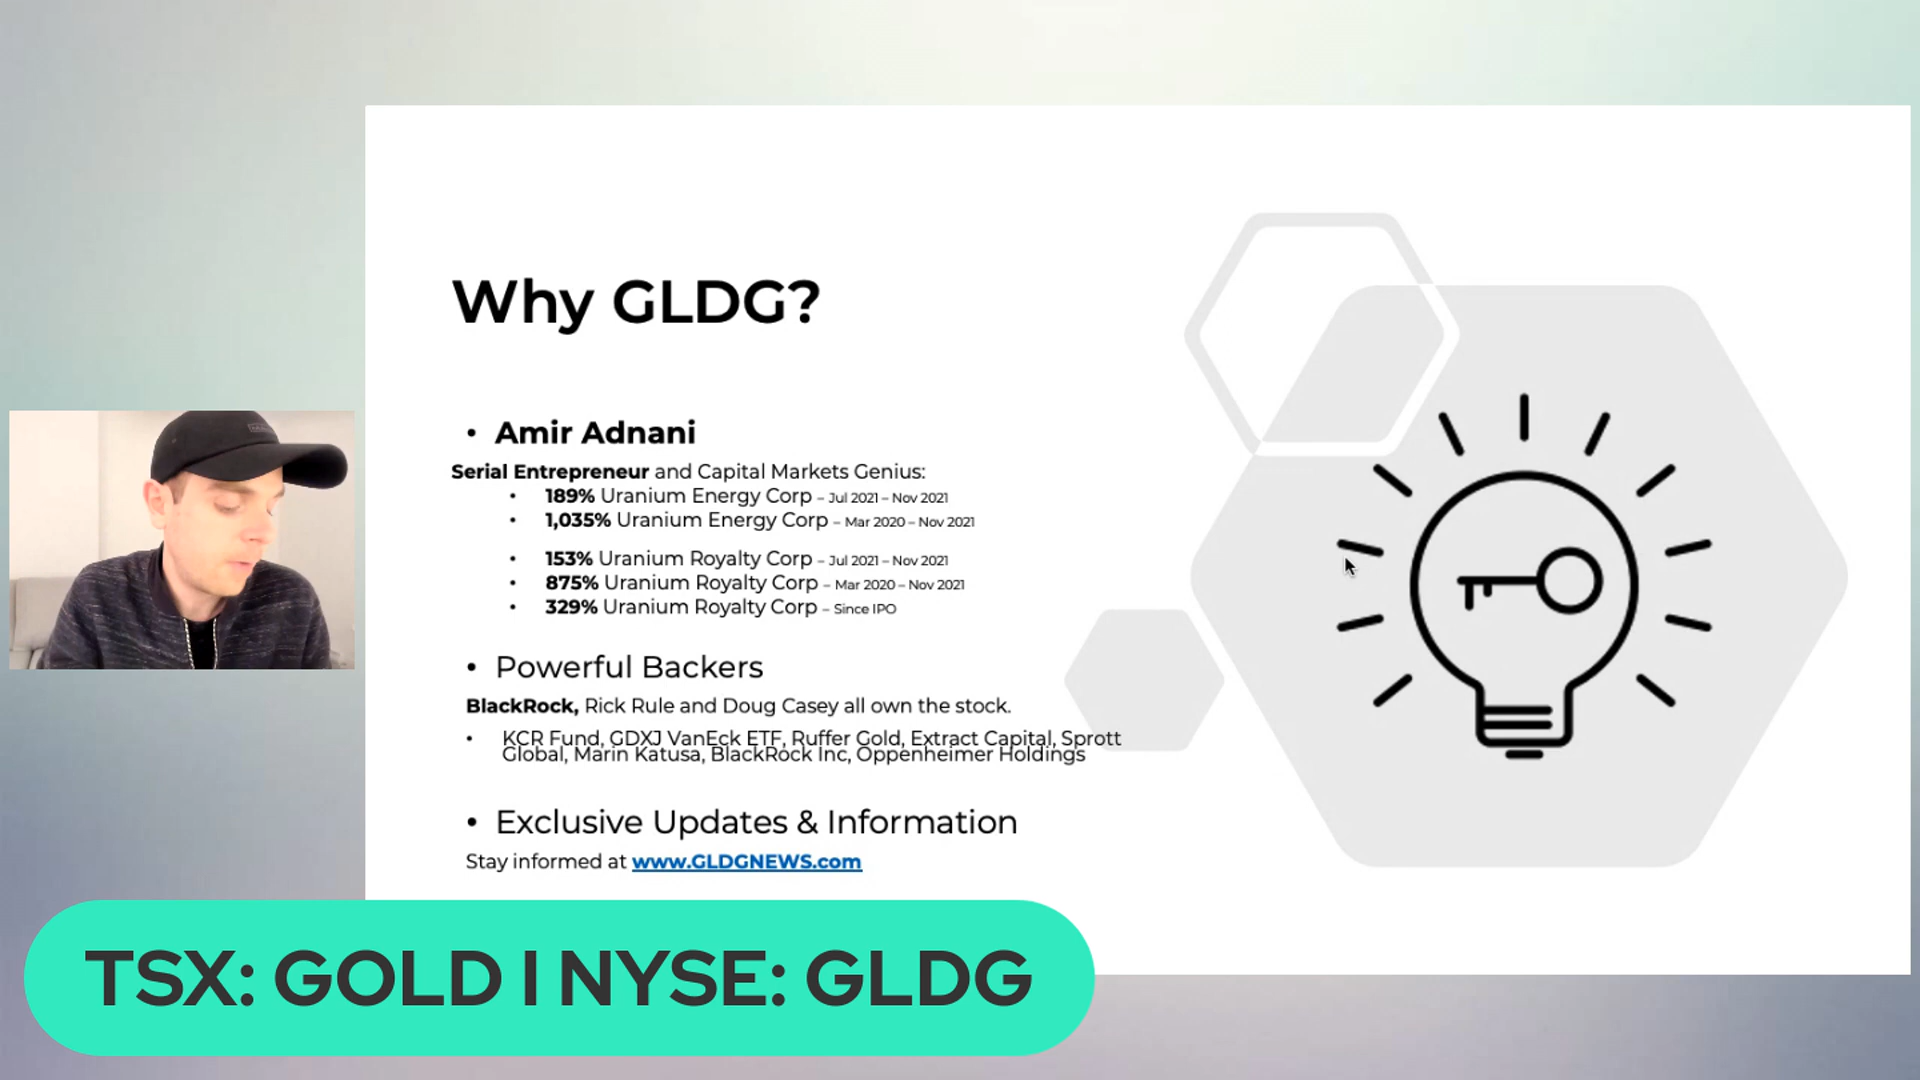 Why GLDG?
• Amir Adnani
Serial Entrepreneur and Capital Markets Genius:
• 189% Uranium Energy Corp – Jul 2021 – Nov 2021
• 1,035% Uranium Energy Corp – Mar 2020 – Nov 2021
• 153% Uranium Royalty Corp – Jul 2021 – Nov 2021
• 875% Uranium Royalty Corp – Mar 2020 – Nov 2021
• 329% Uranium Royalty Corp – Since IPO
• Powerful Backers
BlackRock, Rick Rule and Doug Casey all own the stock.
• KCR Fund, GDXJ VanEck ETF, Ruffer Gold, Extract Capital, Sprott
Global, Marin Katusa, BlackRock Inc, Oppenheimer Holdings
• Exclusive Updates & Information
Stay informed at www.GLDGNEWS.com
TSX: GOLD I NYSE: GLDG